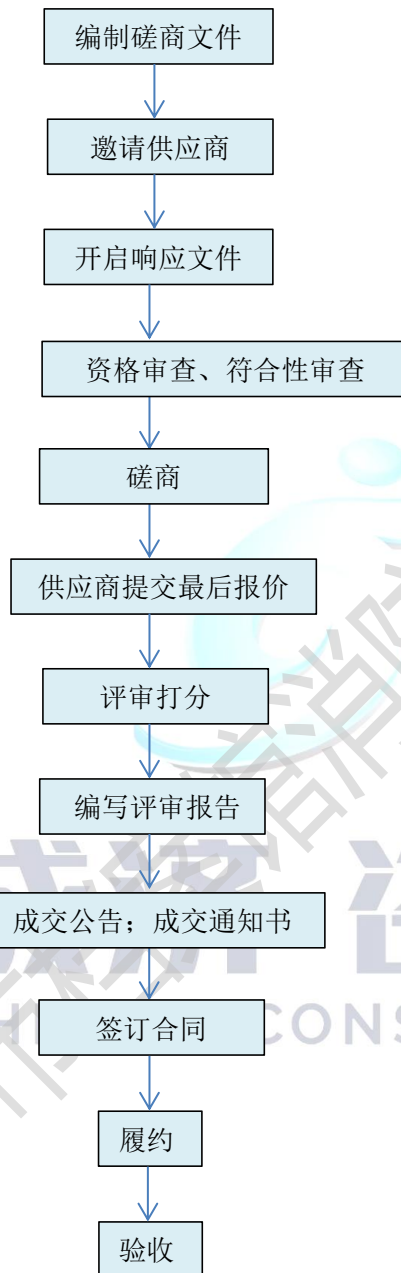 编制磋商文件
邀请供应商
开启响应文件
资格审查、符合性审查
磋商
供应商提交最后报价
评审打分
编写评审报告
成交公告；成交通知书
签订合同
CONS
履约
验收